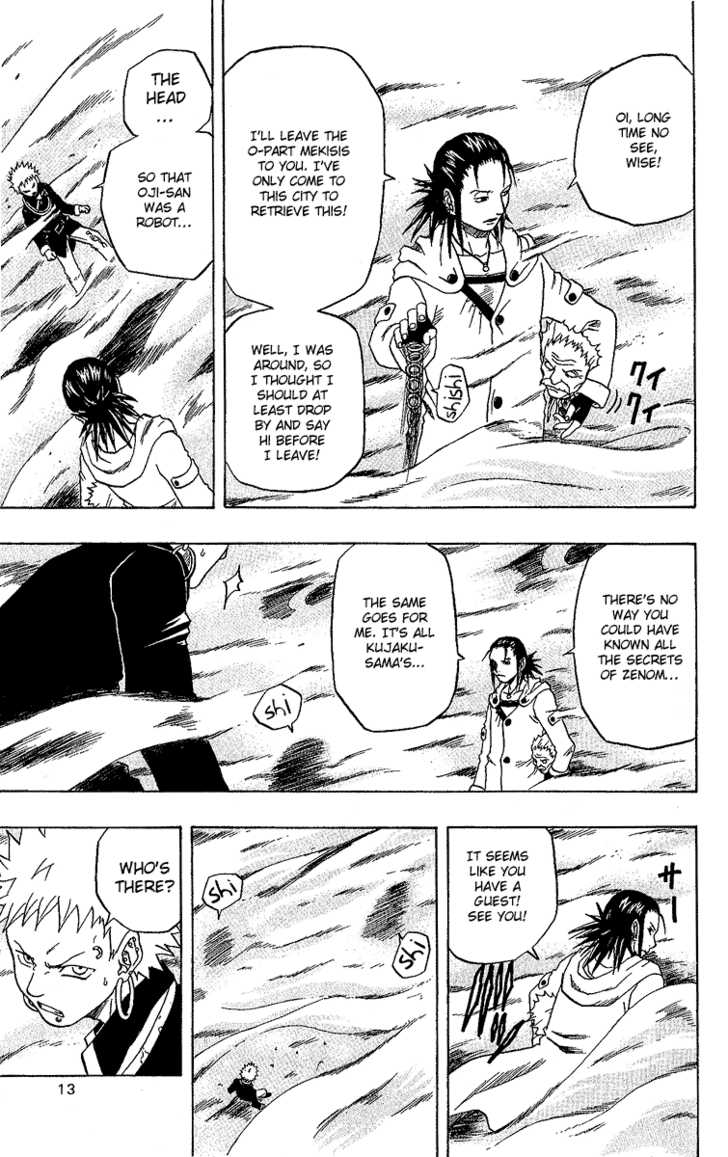 OI, LONG
TIME NO
SEE,
WISE!
I'LL LEAVE THE
O-PART MEKISIS
TO YOU. I'VE
ONLY COME TO
THIS CITY TO
RETRIEVE THIS!
クイ
クイ
shishi
WELL, I WAS
AROUND, SO
I THOUGHT I
SHOULD AT
LEAST DROP
BY AND SAY
HI BEFORE
I LEAVE!
THE
HEAD
...
SO THAT
OJI-SAN
WAS A
ROBOT...
THERE'S NO
WAY YOU
COULD HAVE
KNOWN ALL
THE SECRETS
OF ZENOM...
THE SAME
GOES FOR
ME. IT'S ALL
KUJAKU-
SAMA'S...
shi
IT SEEMS
LIKE YOU
HAVE A
GUEST!
SEE YOU!
サー
shi
shi
WHO'S
THERE?
13